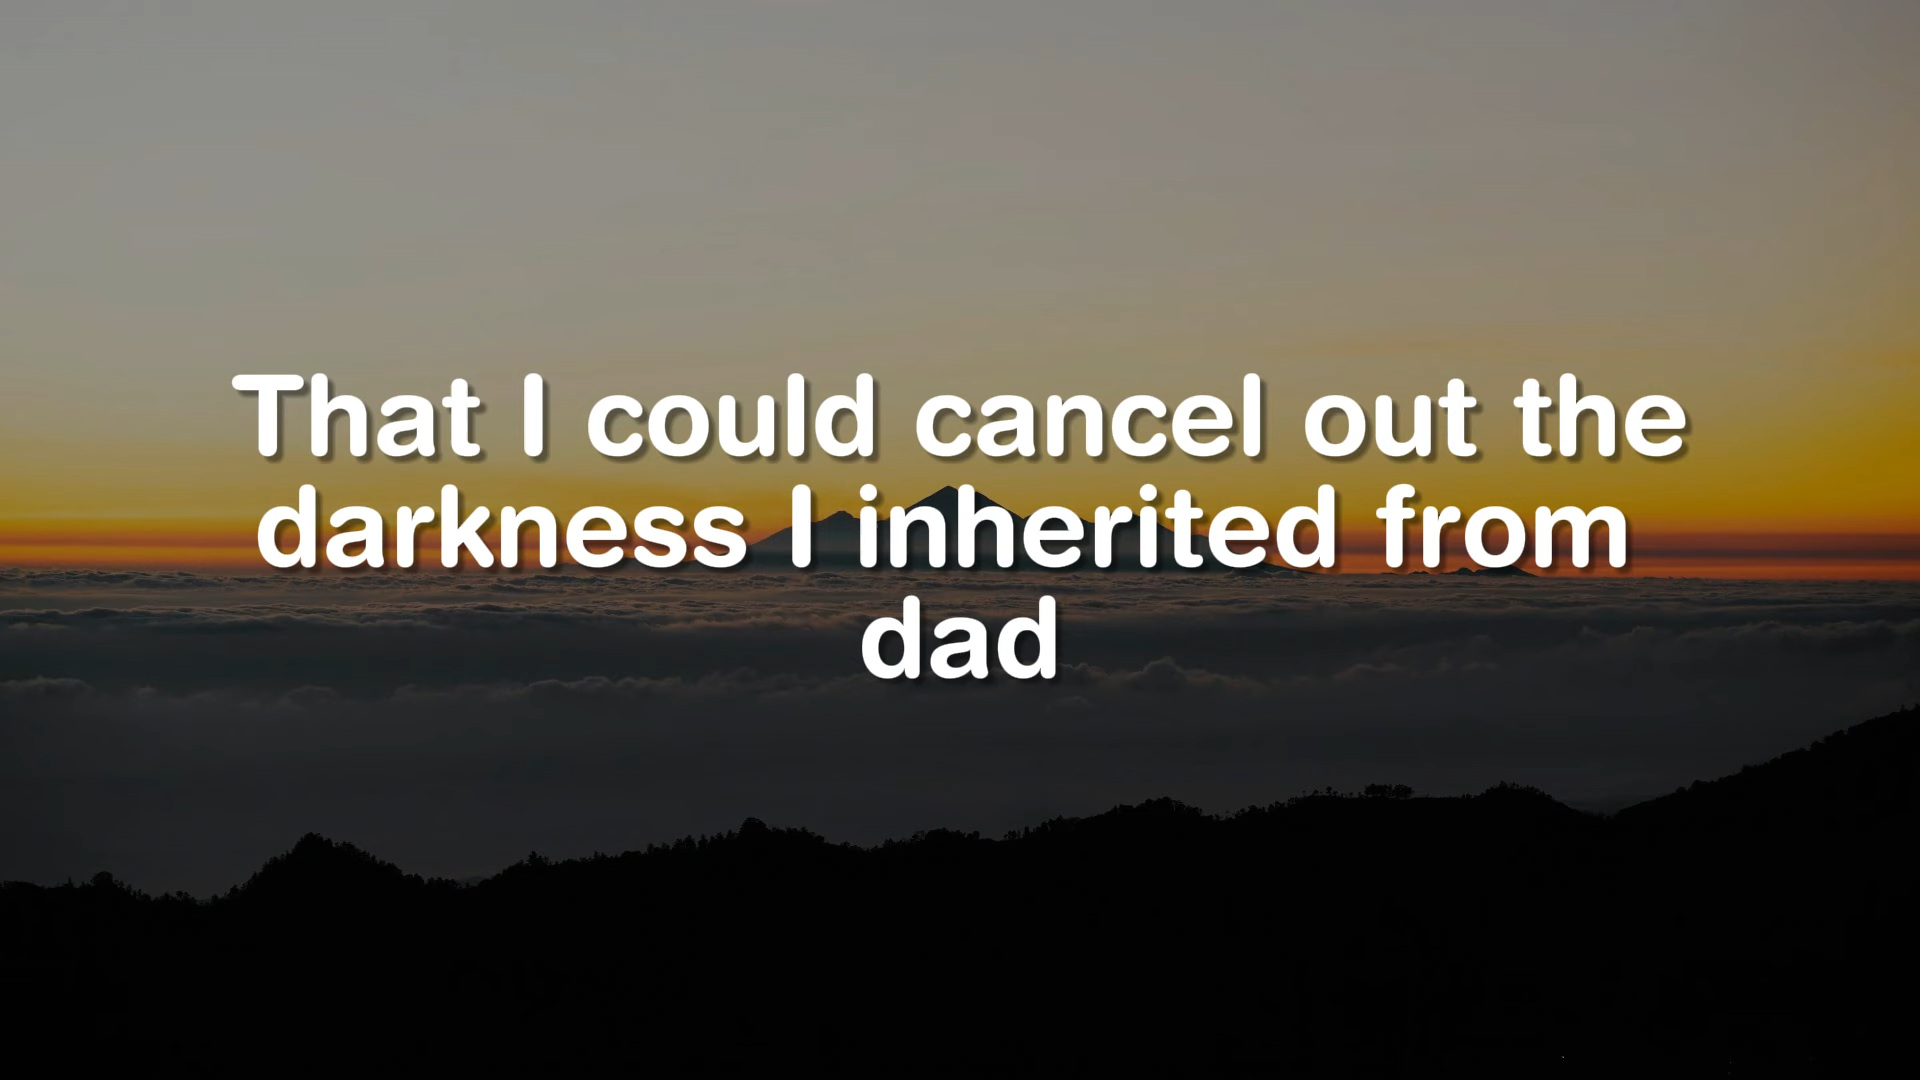 That I could cancel out the
darkness I inherited from
dad